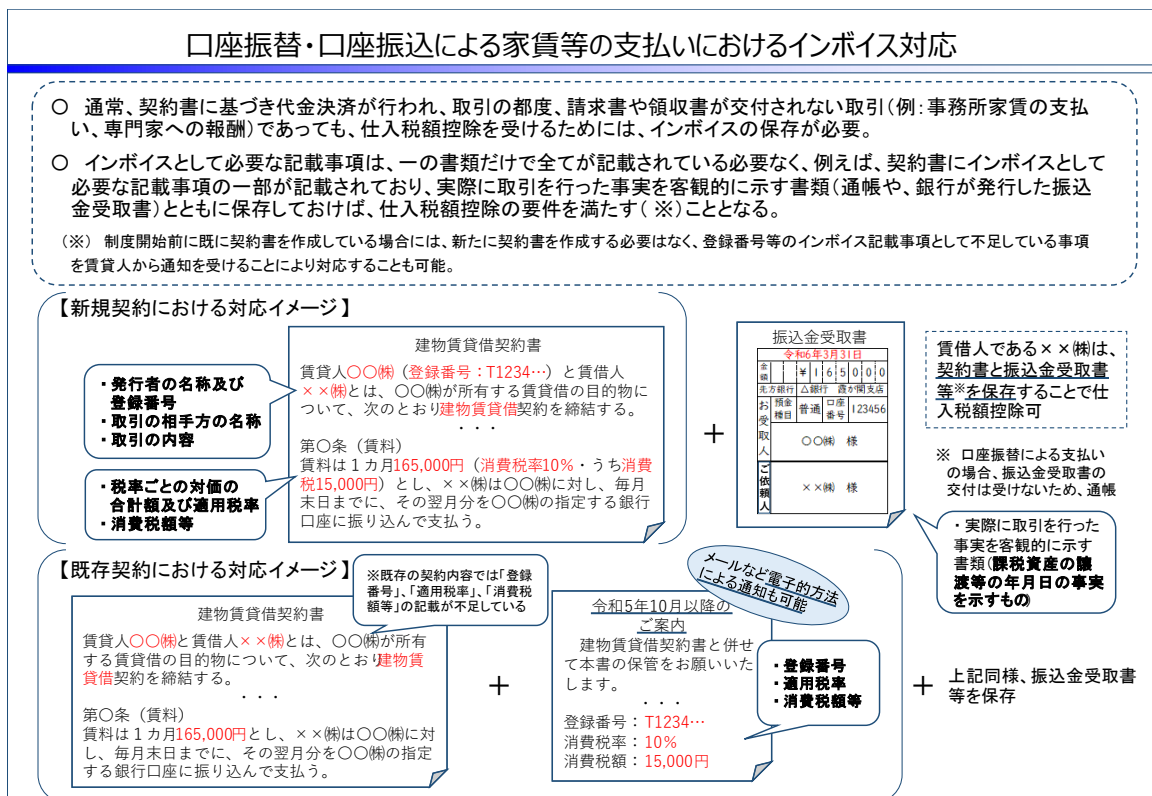 口座振替・口座振込による家賃等の支払いにおけるインボイス対応
○　通常、契約書に基づき代金決済が行われ、取引の都度、請求書や領収書が交付されない取引（例：事務所家賃の支払
い、専門家への報酬）であっても、仕入税額控除を受けるためには、インボイスの保存が必要。
○　インボイスとして必要な記載事項は、一の書類だけで全てが記載されている必要なく、例えば、契約書にインボイスとして
必要な記載事項の一部が記載されており、実際に取引を行った事実を客観的に示す書類（通帳や、銀行が発行した振込
金受取書）とともに保存しておけば、仕入税額控除の要件を満たす（ ※）こととなる。
（※）　制度開始前に既に契約書を作成している場合には、新たに契約書を作成する必要はなく、登録番号等のインボイス記載事項として不足している事項
を賃貸人から通知を受けることにより対応することも可能。
【新規契約における対応イメージ】
・発行者の名称及び
登録番号
・取引の相手方の名称
・取引の内容
・税率ごとの対価の
合計額及び適用税率
・消費税額等
建物賃貸借契約書
賃貸人○○㈱（登録番号：T1234…）と賃借人
××㈱とは、○○㈱が所有する賃貸借の目的物
について、次のとおり建物賃貸借契約を締結する。
・・・
第○条（賃料）
賃料は１カ月165,000円（消費税率10%・うち消費
税15,000円）とし、××㈱は○○㈱に対し、毎月
末日までに、その翌月分を○○㈱の指定する銀行
口座に振り込んで支払う。
＋
振込金受取書
令和6年3月31日
金額 ￥ 1 6 5 0 0 0
先方銀行 △銀行　霞が関支店
お受取人 預金種目 普通 口座番号 123456
○○㈱　様
ご依頼人 ××㈱　様
賃借人である××㈱は、
契約書と振込金受取書
等※を保存することで仕
入税額控除可
※　口座振替による支払い
の場合、振込金受取書の
交付は受けないため、通帳
・実際に取引を行った
事実を客観的に示す
書類（課税資産の譲
渡等の年月日の事実
を示すもの）
【既存契約における対応イメージ】
※既存の契約内容では「登録
番号」、「適用税率」、「消費税
額等」の記載が不足している
建物賃貸借契約書
賃貸人○○㈱と賃借人××㈱とは、○○㈱が所有
する賃貸借の目的物について、次のとおり建物賃
貸借契約を締結する。
・・・
第○条（賃料）
賃料は１カ月165,000円とし、××㈱は○○㈱に対
し、毎月末日までに、その翌月分を○○㈱の指定
する銀行口座に振り込んで支払う。
＋
メールなど電子的方法
による通知も可能
令和5年10月以降の
ご案内
建物賃貸借契約書と併せ
て本書の保管をお願いいた
します。
・・・
登録番号：T1234…
消費税率：10%
消費税額：15,000円
・登録番号
・適用税率
・消費税額等
＋
上記同様、振込金受取書
等を保存